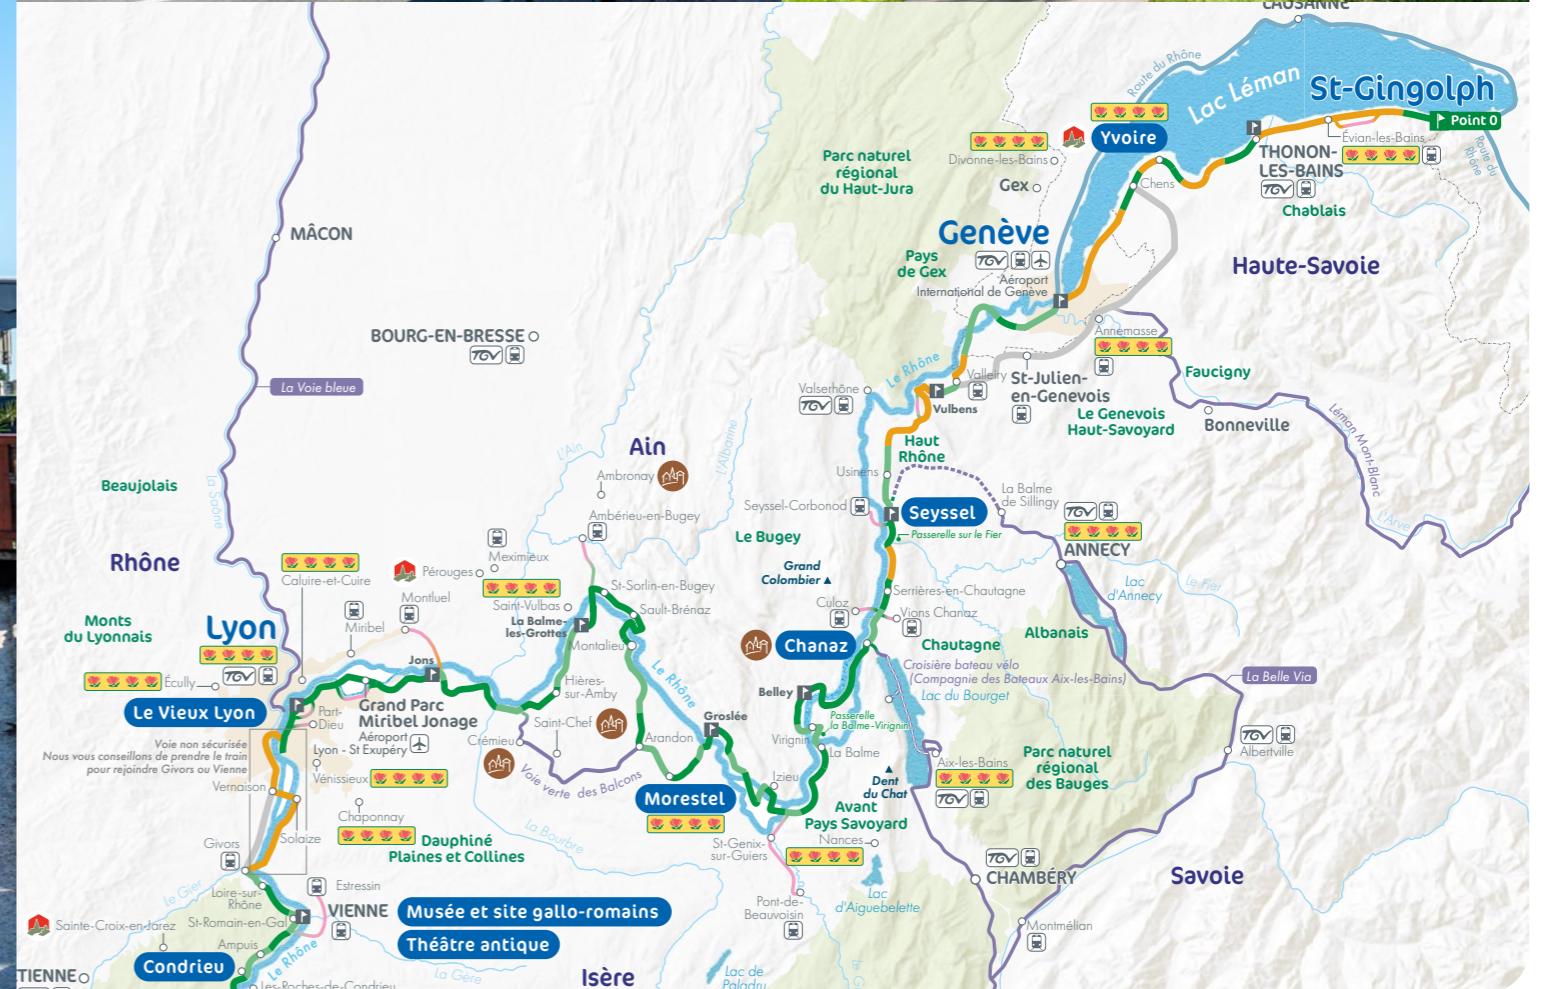 LAUSANNE
Route du Rhône
Lac Léman
St-Gingolph
Point 0
Évian-les-Bains
Route du
Rhône
Yvoire
Divonne-les-Bains
THONON-
LES-BAINS
TGV
Chablais
Parc naturel
régional
du Haut-Jura
Gex
Chens
Genève
TGV
Pays
de Gex
Aéroport
International de Genève
Haute-Savoie
MÂCON
BOURG-EN-BRESSE
TGV
La Voie bleue
Annemasse
Le Rhône
Valserhône
TGV
Valleiry
Vulbens
St-Julien-
en-Genevois
Faucigny
Le Genevois
Haut-Savoyard
Bonneville
Léman Mont-Blanc
L'Arve
Haut
Rhône
Ain
L'Ain
L'Albarine
Ambronay
Ambérieu-en-Bugey
Beaujolais
La Saône
Usinens
Seyssel-Corbonod
Seyssel
Passerelle sur le Fier
La Balme
de Sillingy
TGV
ANNECY
Lac
d'Annecy
Le Fier
Le Bugey
Grand
Colombier
Rhône
Meximieux
Pérouges
Caluire-et-Cuire
Montluel
Miribel
Saint-Vulbas
La Balme-
les-Grottes
St-Sorlin-en-Bugey
Sault-Brénaz
Montalieu
Serrières-en-Chautagne
Culoz
Vions Chanaz
Chanaz
Chautagne
Albanais
Croisière bateau vélo
(Compagnie des Bateaux Aix-les-Bains)
Lac du Bourget
La Belle Via
Monts
du Lyonnais
Lyon
TGV
Écully
Le Vieux Lyon
Part-
Dieu
Jons
Grand Parc
Miribel Jonage
Aéroport
Lyon - St Exupéry
Hières-
sur-Amby
Saint-Chef
Crémieu
Voie verte des Balcons
Arandon
Le Rhône
Groslée
Belley
Passerelle
la Balme-Virignin
Virignin
La Balme
Izieu
Dent
du Chat
Aix-les-Bains
TGV
Parc naturel
régional
des Bauges
TGV
Albertville
Voie non sécurisée
Nous vous conseillons de prendre le train
pour rejoindre Givors ou Vienne
Vénissieux
Vernaison
Chaponnay
Solaize
Givors
Dauphiné
Plaines et Collines
Morestel
La Bourbre
Avant
Pays Savoyard
St-Genix-
sur-Guiers
Nances
Lac
d'Aiguebelette
Pont-de-
Beauvoisin
TGV
CHAMBÉRY
Savoie
Montmélian
Le Gier
Loire-sur-
Rhône
Estressin
St-Romain-en-Gal
VIENNE
Musée et site gallo-romains
Théâtre antique
Sainte-Croix-en-Jarez
Ampuis
Le Rhône
Condrieu
Les-Roches-de-Condrieu
La Gère
Isère
Lac de
Paladru
TIENNE